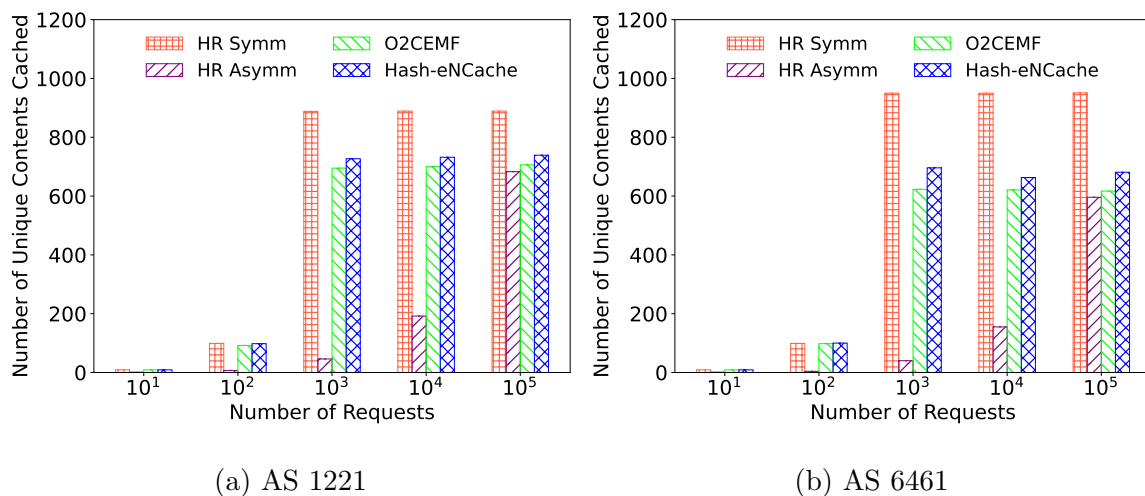 Number of Unique Contents Cached
1200
1000
800
600
400
200
0
HR Symm
HR Asymm
O2CEMF
Hash-eNCache
10¹ 10² 10³ 10⁴ 10⁵
Number of Requests
(a) AS 1221
Number of Unique Contents Cached
1200
1000
800
600
400
200
0
HR Symm
HR Asymm
O2CEMF
Hash-eNCache
10¹ 10² 10³ 10⁴ 10⁵
Number of Requests
(b) AS 6461